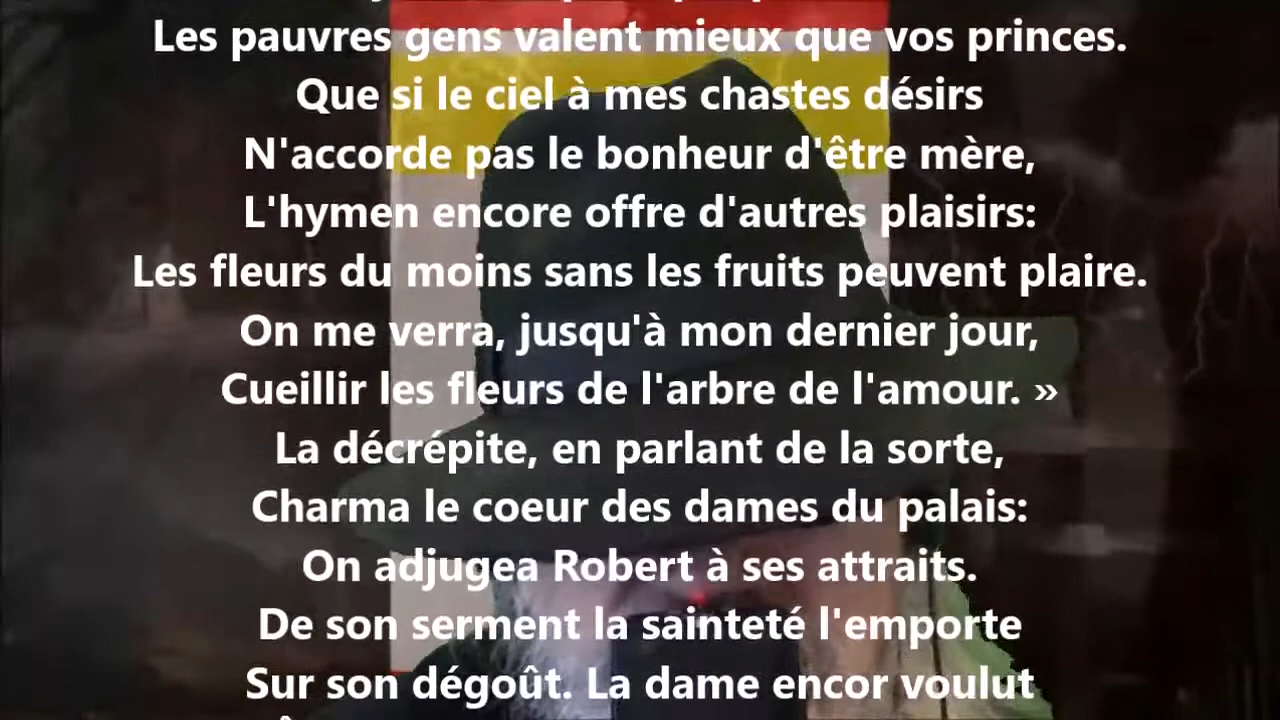 Les pauvres gens valent mieux que vos princes.
Que si le ciel à mes chastes désirs
N'accorde pas le bonheur d'être mère,
L'hymen encore offre d'autres plaisirs:
Les fleurs du moins sans les fruits peuvent plaire.
On me verra, jusqu'à mon dernier jour,
Cueillir les fleurs de l'arbre de l'amour. »
La décrépite, en parlant de la sorte,
Charma le coeur des dames du palais:
On adjugea Robert à ses attraits.
De son serment la sainteté l'emporte
Sur son dégoût. La dame encor voulut